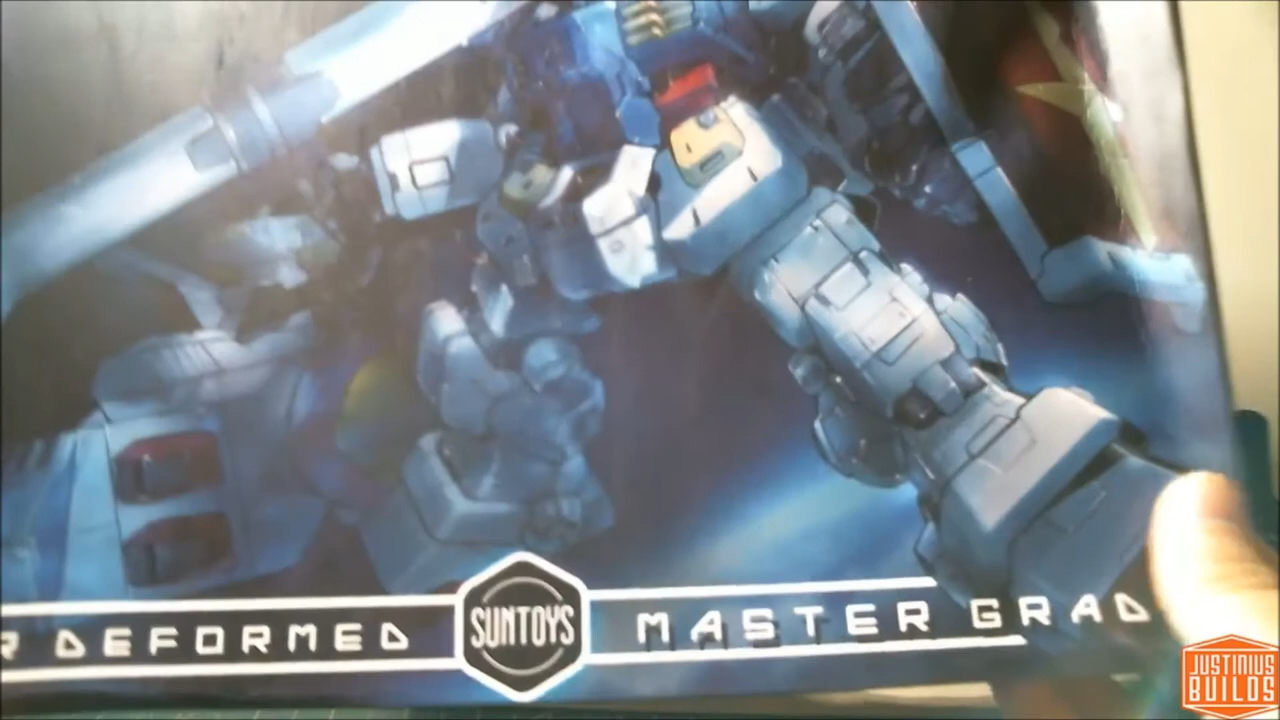 DEFORMED
SUNTOYS
MASTER GRAD
JUSTINIUS
BUILDS